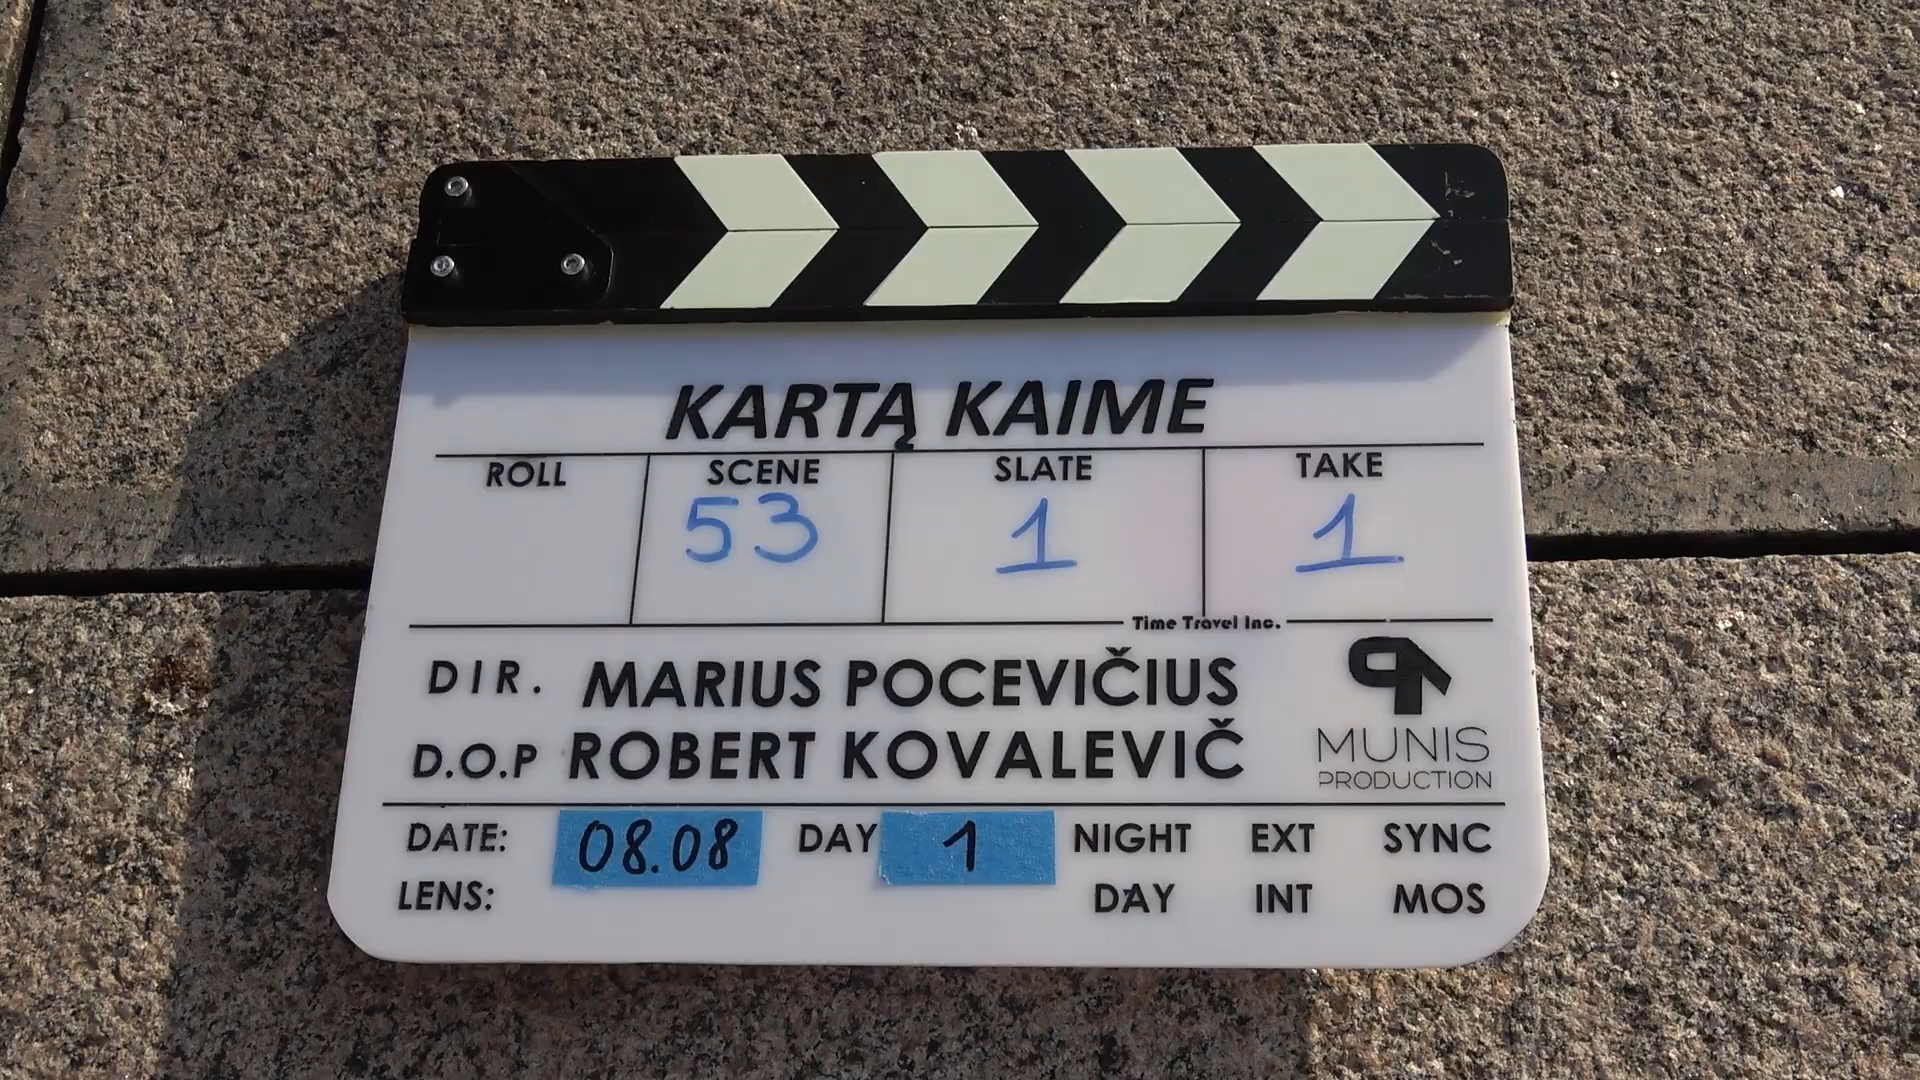 KARTĄ KAIME
ROLL SCENE SLATE TAKE
53 1 1
Time Travel Inc.
DIR. MARIUS POCEVIČIUS
D.O.P ROBERT KOVALEVIČ
MUNIS
PRODUCTION
DATE: 08.08 DAY 1 NIGHT EXT SYNC
LENS: DAY INT MOS